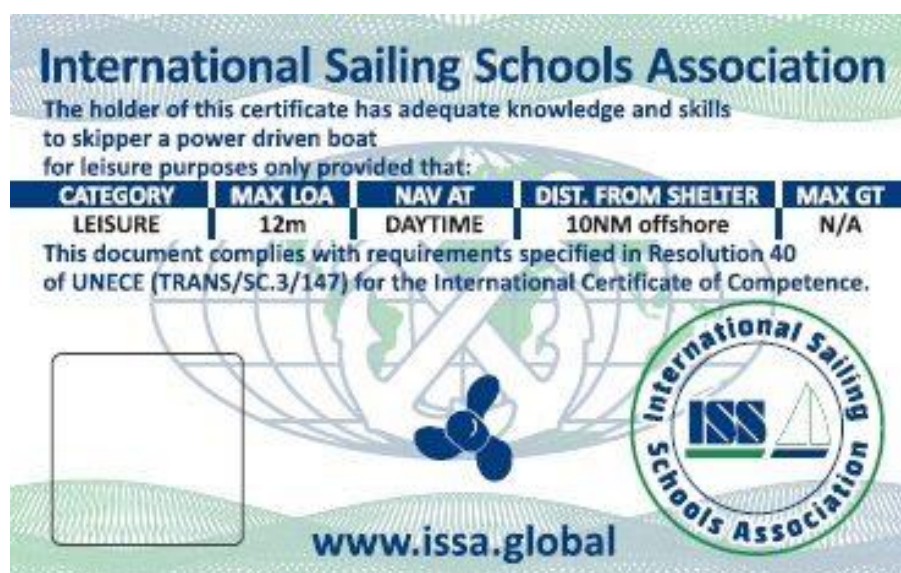 International Sailing Schools Association
The holder of this certificate has adequate knowledge and skills
to skipper a power driven boat
for leisure purposes only provided that:
CATEGORY MAX LOA NAV AT DIST. FROM SHELTER MAX GT
LEISURE 12m DAYTIME 10NM offshore N/A
This document complies with requirements specified in Resolution 40
of UNECE (TRANS/SC.3/147) for the International Certificate of Competence.
International Sailing
ISS
Schools Association
www.issa.global